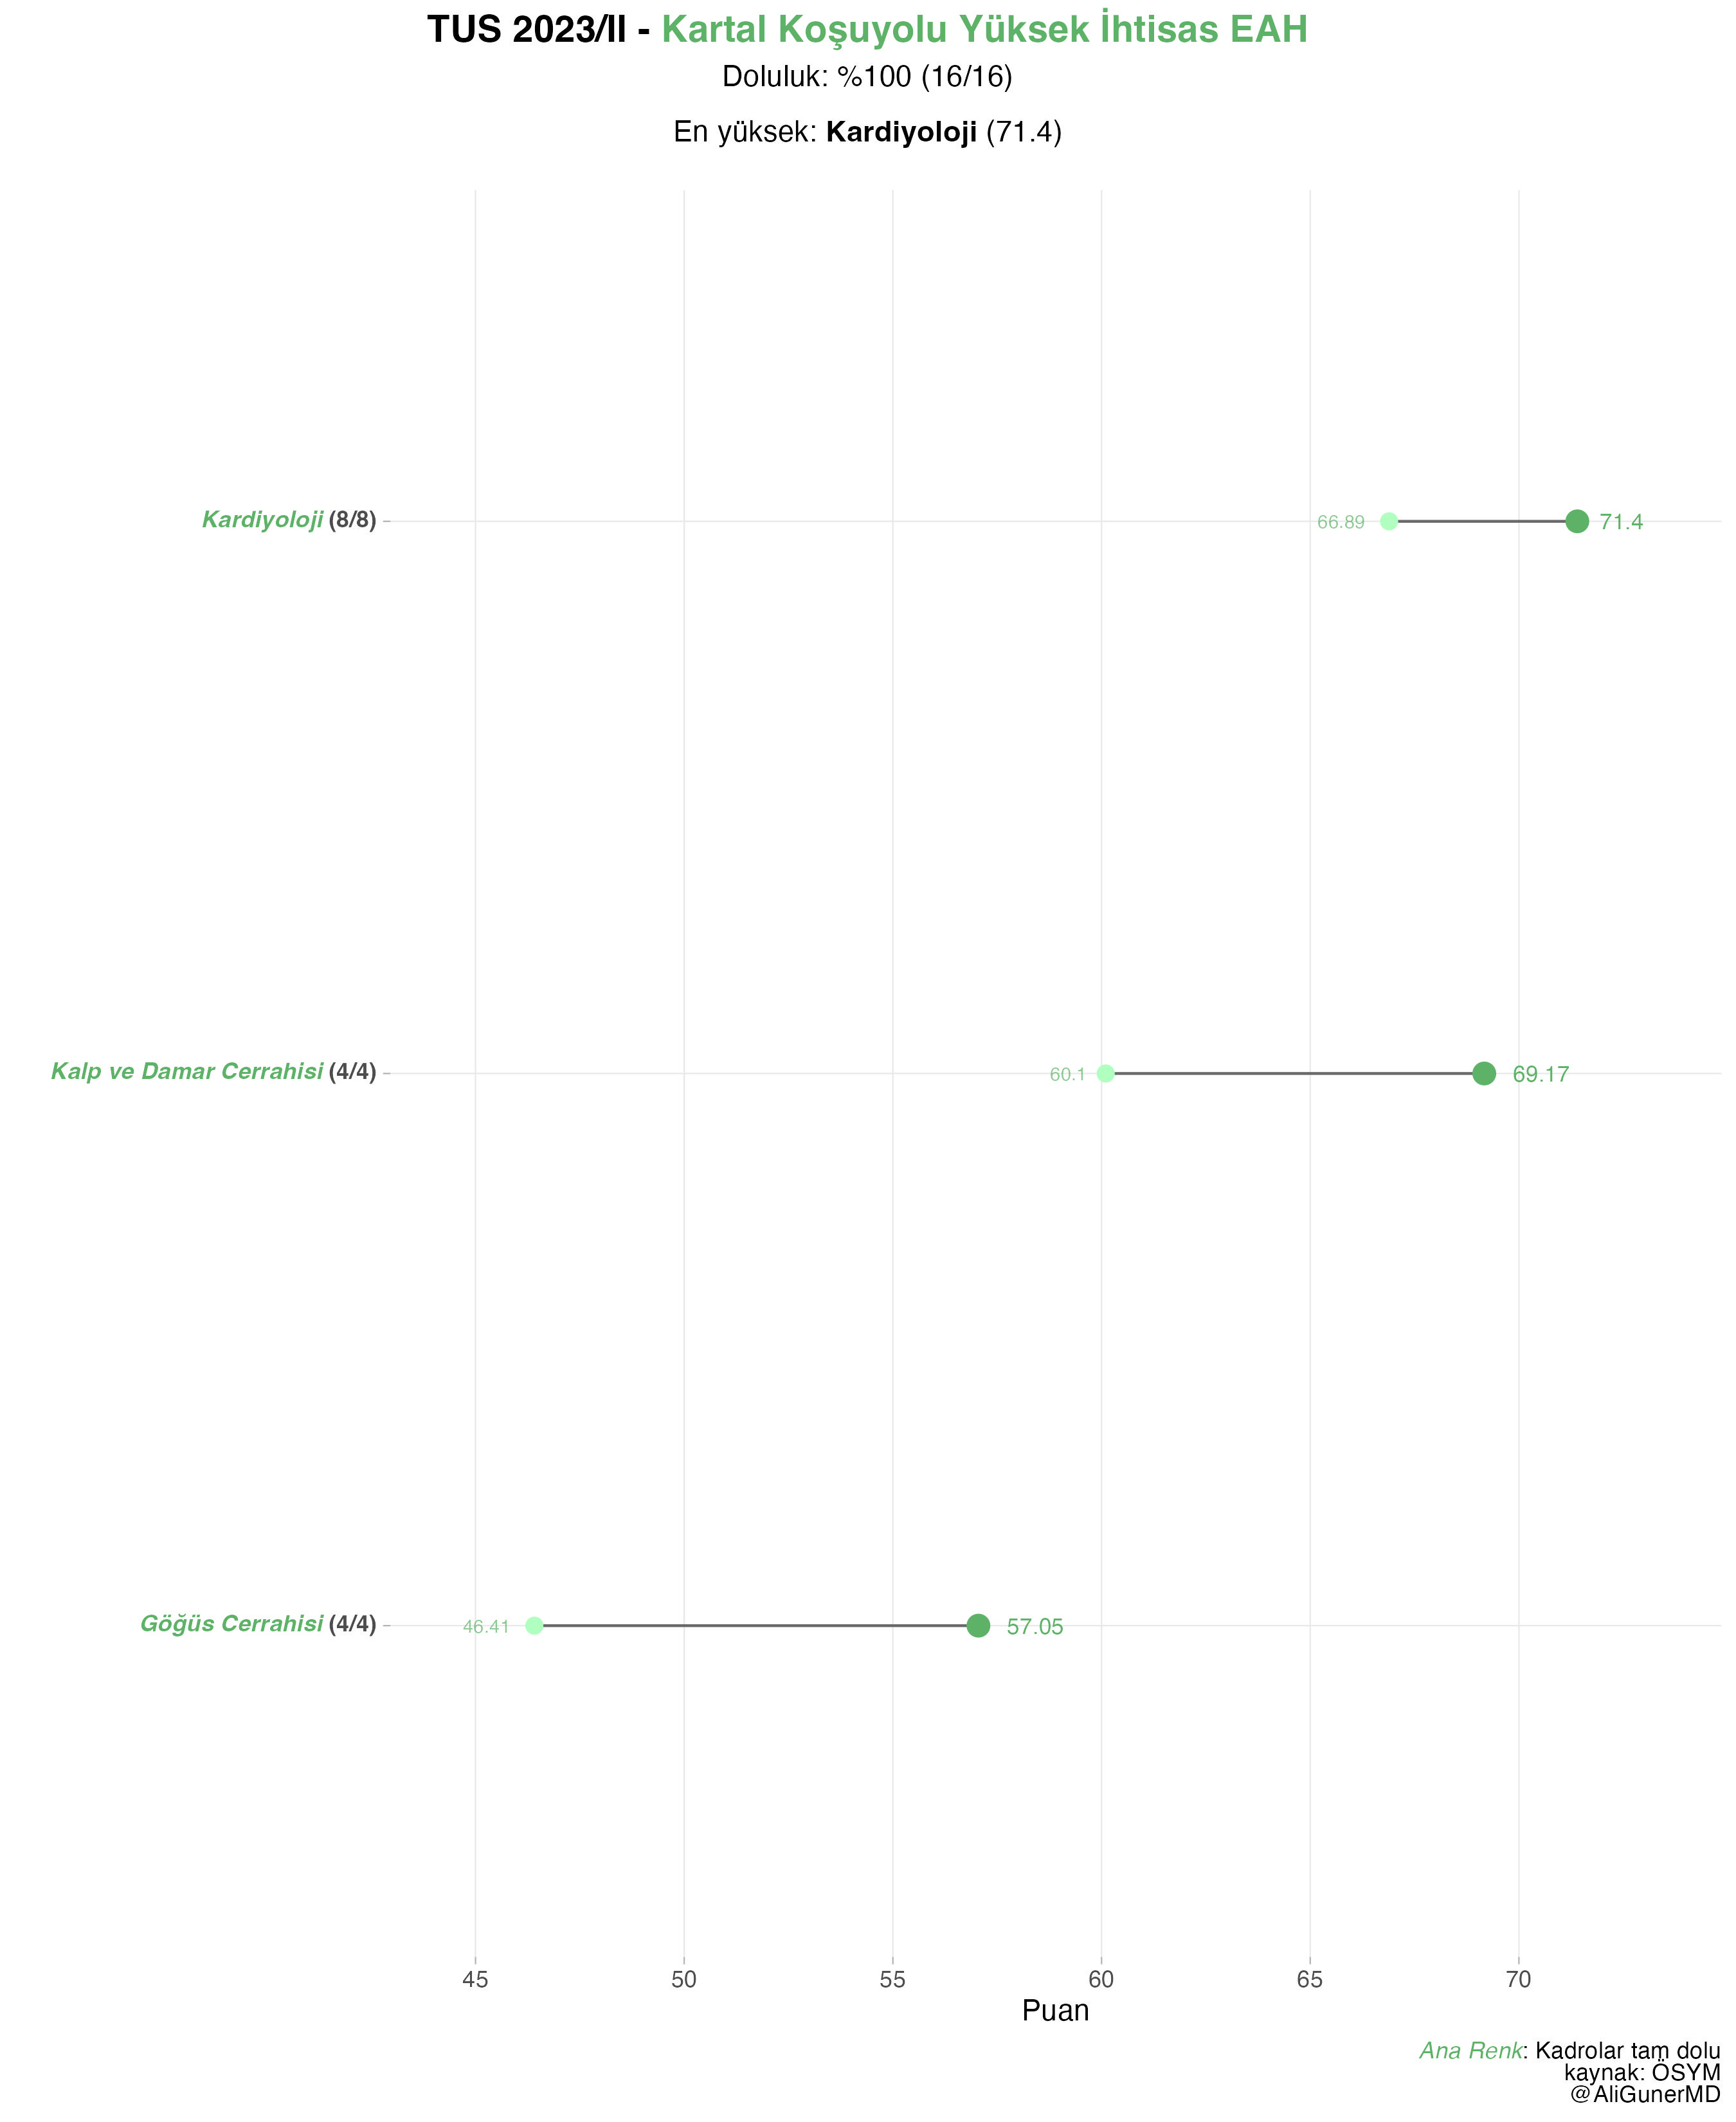 TUS 2023/II - Kartal Koşuyolu Yüksek İhtisas EAH
Doluluk: %100 (16/16)
En yüksek: Kardiyoloji (71.4)
Kardiyoloji (8/8)
66.89
71.4
Kalp ve Damar Cerrahisi (4/4)
60.1
69.17
Göğüs Cerrahisi (4/4)
46.41
57.05
45 50 55 60 65 70
Puan
Ana Renk: Kadrolar tam dolu
kaynak: ÖSYM
@AliGunerMD